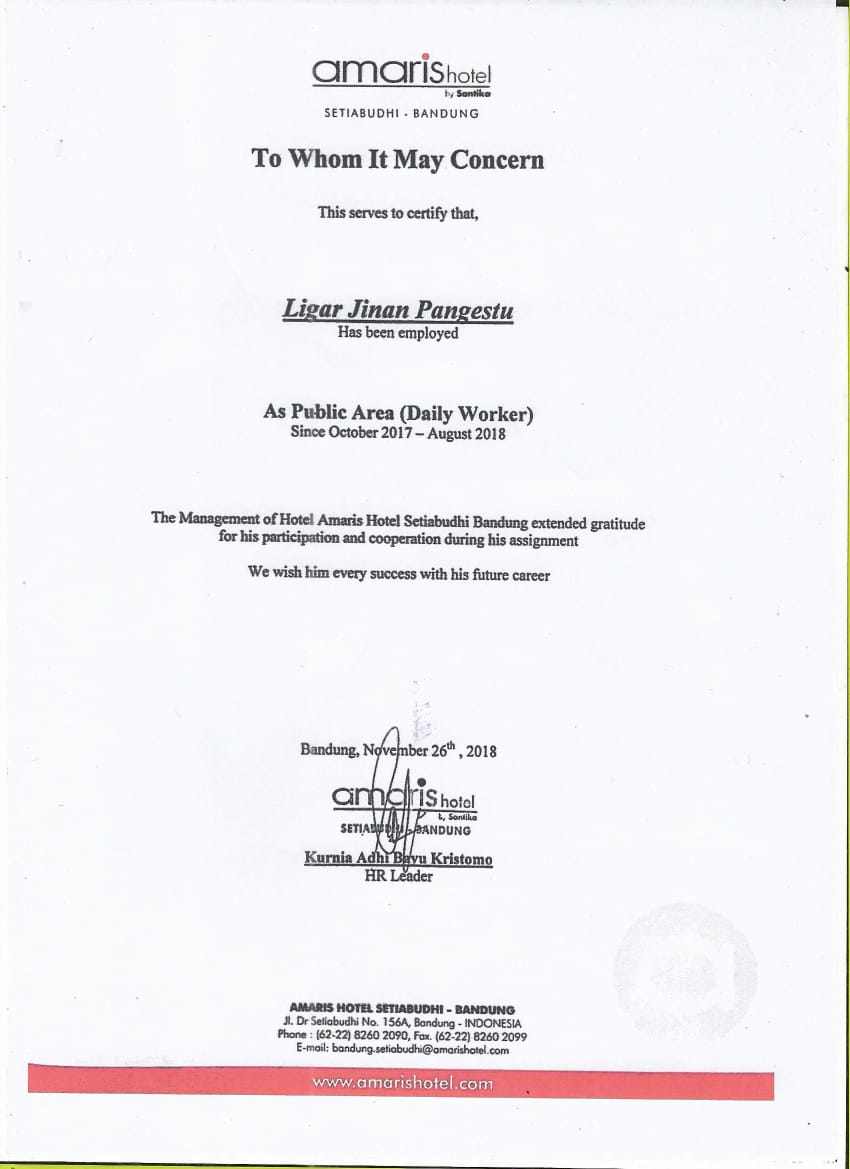 amarishotel
by Santika
SETIABUDHI - BANDUNG
To Whom It May Concern
This serves to certify that,
Ligar Jinan Pangestu
Has been employed
As Public Area (Daily Worker)
Since October 2017 – August 2018
The Management of Hotel Amaris Hotel Setiabudhi Bandung extended gratitude
for his participation and cooperation during his assignment
We wish him every success with his future career
Bandung, November 26th , 2018
amaris hotel
by Santika
SETIABUDHI - BANDUNG
Kurnia Adhi Bayu Kristomo
HR Leader
AMARIS HOTEL SETIABUDHI - BANDUNG
Jl. Dr Setiabudhi No. 156A, Bandung - INDONESIA
Phone : (62-22) 8260 2090, Fax. (62-22) 8260 2099
E-mail: bandung.setiabudhi@amarishotel.com
www.amarishotel.com